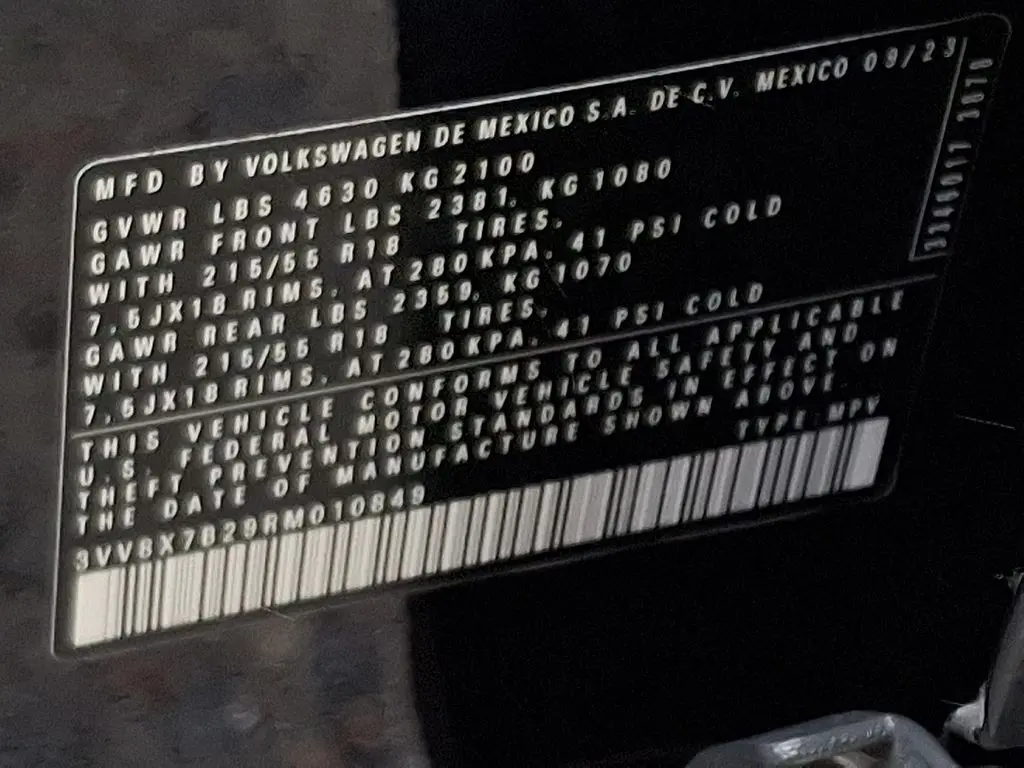 MFD BY VOLKSWAGEN DE MEXICO S.A. DE C.V. MEXICO 09/23
GVWR LBS 4630 KG 2100
GAWR FRONT LBS 2381, KG 1080
WITH 215/55 R18 TIRES,
7,5JX18 RIMS, AT 280 KPA, 41 PSI COLD
GAWR REAR LBS 2359, KG 1070
WITH 215/55 R18 TIRES,
7,5JX18 RIMS, AT 280 KPA, 41 PSI COLD
THIS VEHICLE CONFORMS TO ALL APPLICABLE
U.S. FEDERAL MOTOR VEHICLE SAFETY AND
THEFT PREVENTION STANDARDS IN EFFECT ON
THE DATE OF MANUFACTURE SHOWN ABOVE.
TYPE: MPV
3VV8X7B29RM010849